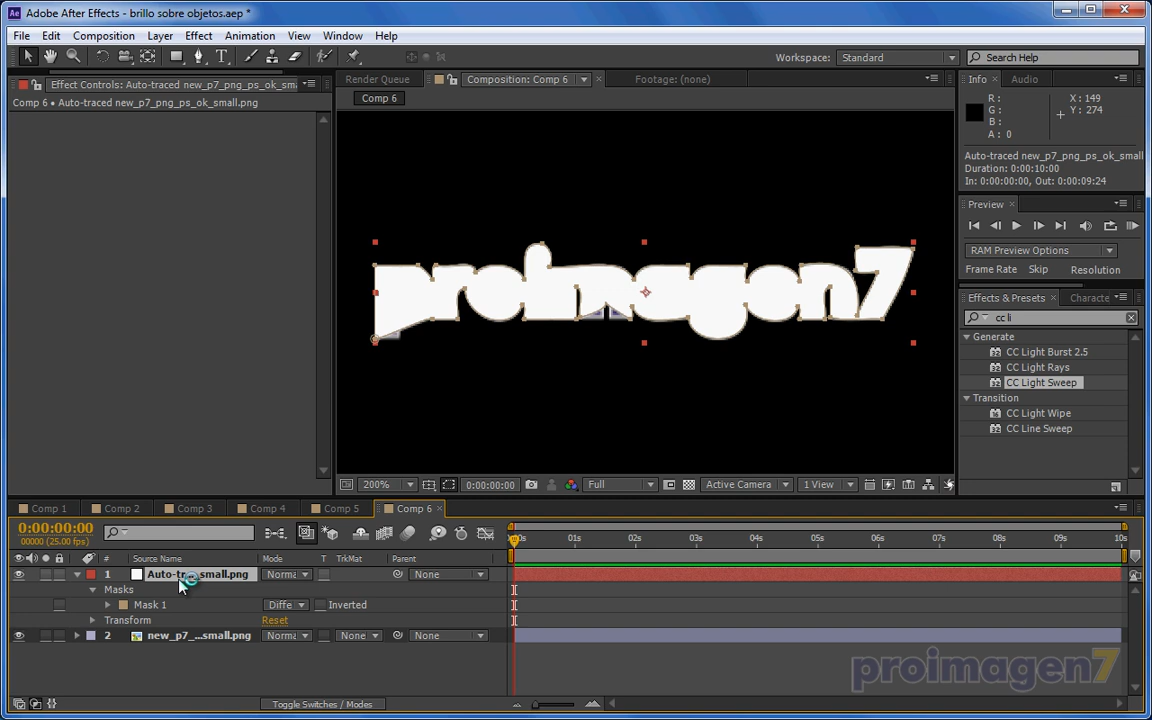 Adobe After Effects - brillo sobre objetos.aep *
File Edit Composition Layer Effect Animation View Window Help
Workspace: Standard Search Help
Effect Controls: Auto-traced new_p7_png_ps_ok_sma
Comp 6 • Auto-traced new_p7_png_ps_ok_small.png
Render Queue Composition: Comp 6 Footage: (none)
Comp 6
Info Audio
R: X: 149
G: Y: 274
B:
A: 0
Auto-traced new_p7_png_ps_ok_small
Duration: 0:00:10:00
In: 0:00:00:00, Out: 0:00:09:24
Preview
RAM Preview Options
Frame Rate Skip Resolution
Effects & Presets Characte
cc li
Generate
CC Light Burst 2.5
CC Light Rays
CC Light Sweep
Transition
CC Light Wipe
CC Line Sweep
proimagen7
200% 0:00:00:00 Full Active Camera 1 View
Comp 1 Comp 2 Comp 3 Comp 4 Comp 5 Comp 6
0:00:00:00
00000 (25.00 fps)
:00s 01s 02s 03s 04s 05s 06s 07s 08s 09s 10s
# Source Name Mode T TrkMat Parent
1 Auto-tr...small.png Norma None
Masks
Mask 1 Diffe Inverted
Transform Reset
2 new_p7_...small.png Norma None None
proimagen7
Toggle Switches / Modes